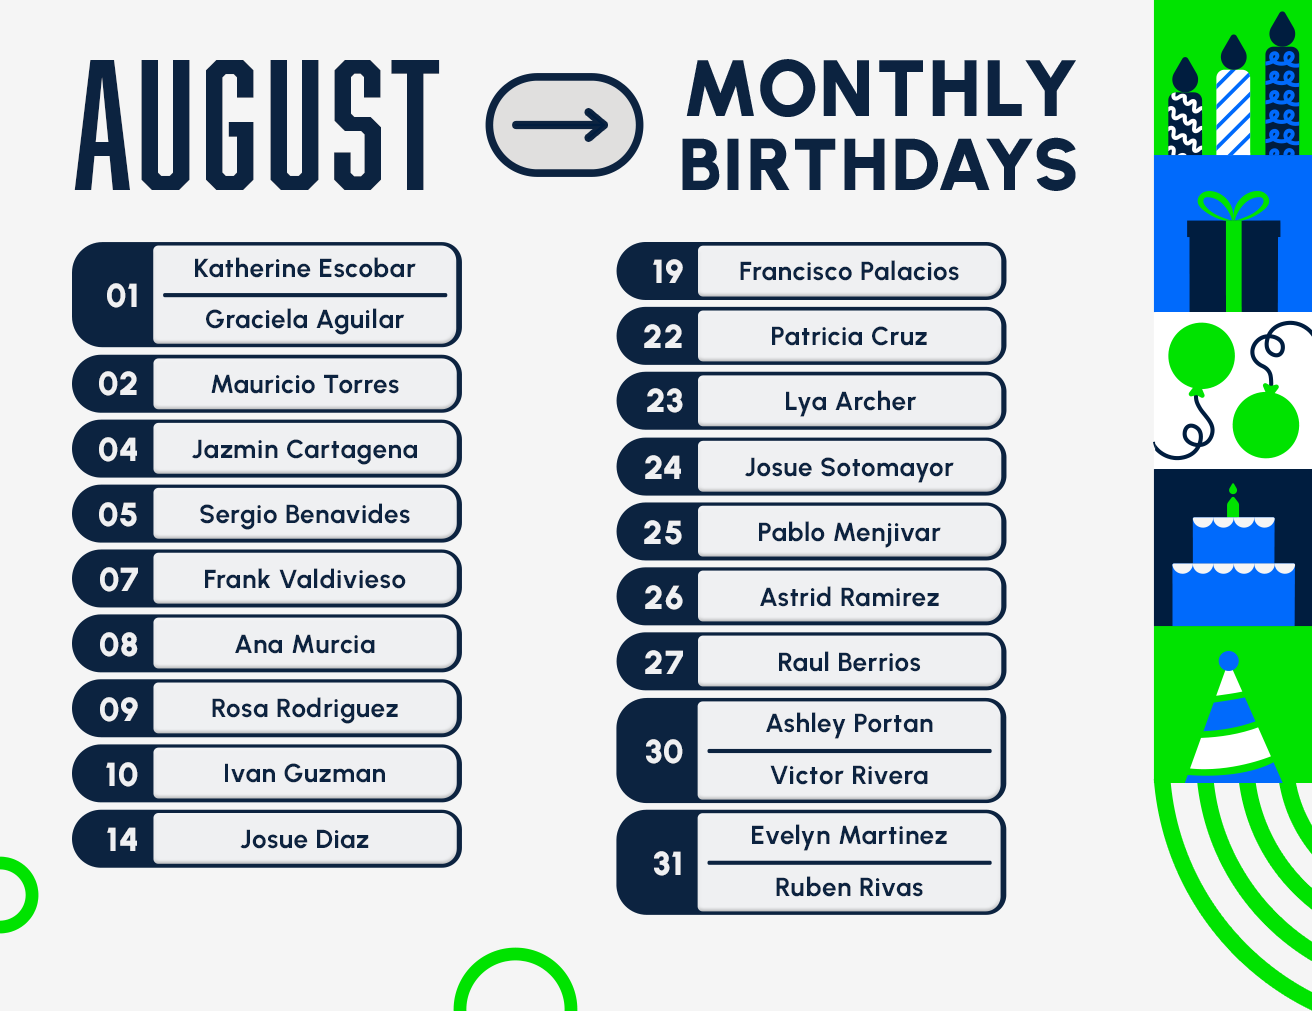 AUGUST
MONTHLY
BIRTHDAYS
01
Katherine Escobar
Graciela Aguilar
02 Mauricio Torres
04 Jazmin Cartagena
05 Sergio Benavides
07 Frank Valdivieso
08 Ana Murcia
09 Rosa Rodriguez
10 Ivan Guzman
14 Josue Diaz
19 Francisco Palacios
22 Patricia Cruz
23 Lya Archer
24 Josue Sotomayor
25 Pablo Menjivar
26 Astrid Ramirez
27 Raul Berrios
30
Ashley Portan
Victor Rivera
31
Evelyn Martinez
Ruben Rivas